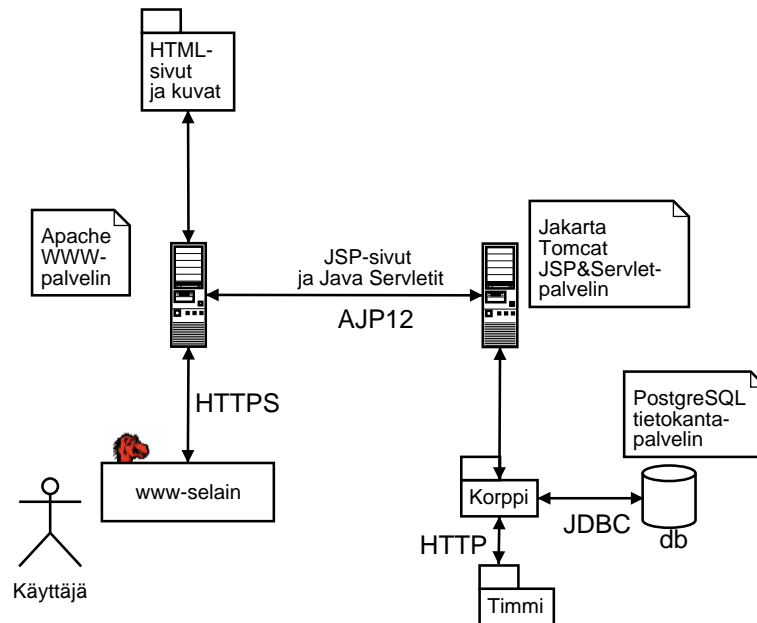 HTML-
sivut
ja kuvat
Apache
WWW-
palvelin
JSP-sivut
ja Java Servletit
AJP12
Jakarta
Tomcat
JSP&Servlet-
palvelin
HTTPS
PostgreSQL
tietokanta-
palvelin
www-selain
Korppi
JDBC
db
HTTP
Käyttäjä
Timmi